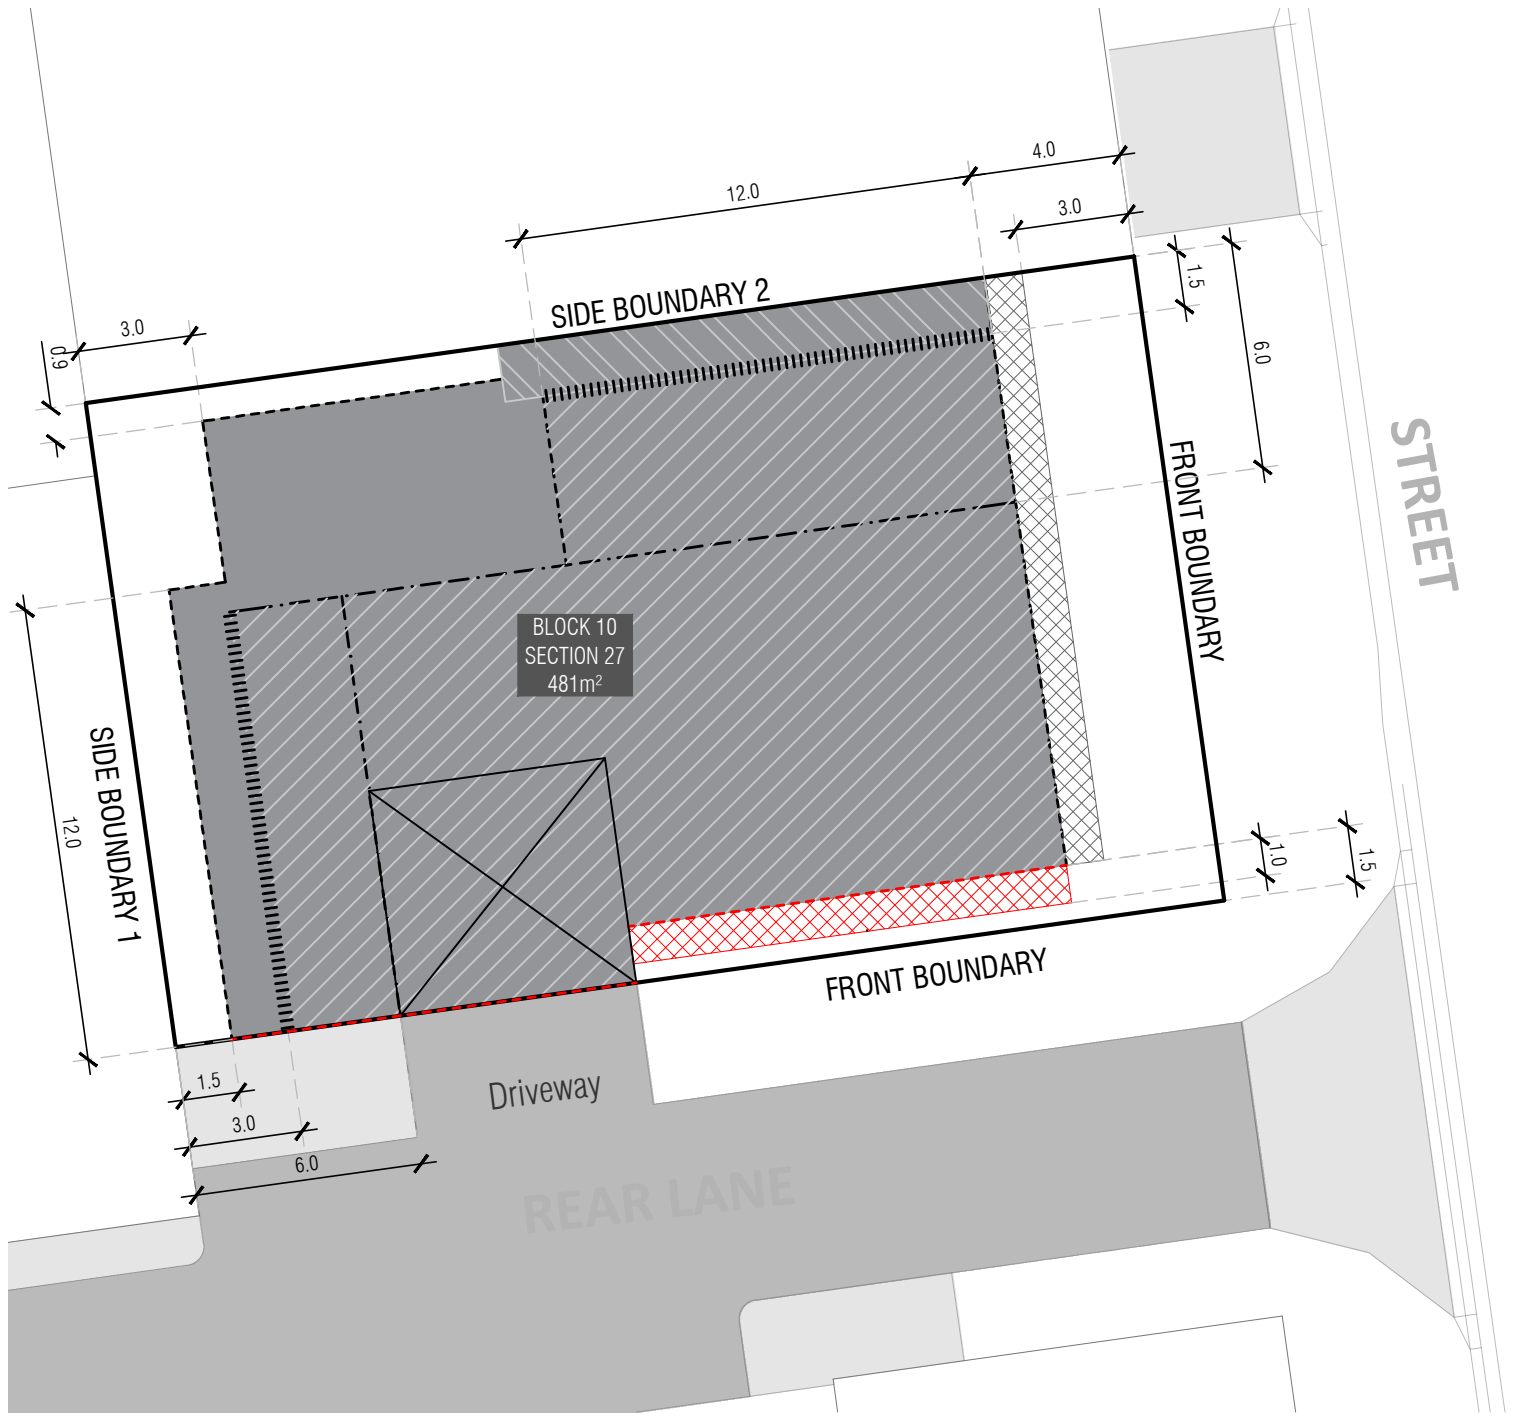 4.0
12.0
3.0
1.5
SIDE BOUNDARY 2
3.0
0.9
6.0
STREET
FRONT BOUNDARY
BLOCK 10
SECTION 27
481m²
SIDE BOUNDARY 1
12.0
1.0
1.5
FRONT BOUNDARY
1.5
Driveway
3.0
6.0
REAR LANE